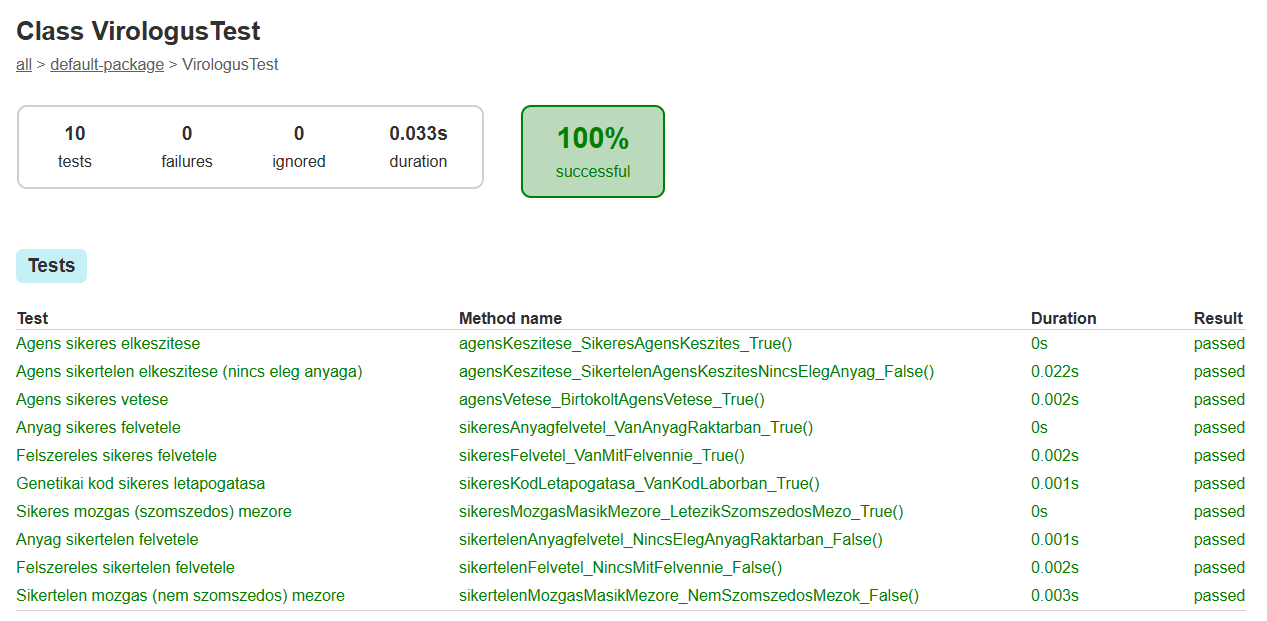 Class VirologusTest
all > default-package > VirologusTest
10 0 0 0.033s
tests failures ignored duration
100%
successful
Tests
Test Method name Duration Result
Agens sikeres elkeszitese agensKeszitese_SikeresAgensKeszites_True() 0s passed
Agens sikertelen elkeszitese (nincs eleg anyaga) agensKeszitese_SikertelenAgensKeszitesNincsElegAnyag_False() 0.022s passed
Agens sikeres vetese agensVetese_BirtokoltAgensVetese_True() 0.002s passed
Anyag sikeres felvetele sikeresAnyagfelvetel_VanAnyagRaktarban_True() 0s passed
Felszereles sikeres felvetele sikeresFelvetel_VanMitFelvennie_True() 0.002s passed
Genetikai kod sikeres letapogatasa sikeresKodLetapogatasa_VanKodLaborban_True() 0.001s passed
Sikeres mozgas (szomszedos) mezore sikeresMozgasMasikMezore_LetezikSzomszedosMezo_True() 0s passed
Anyag sikertelen felvetele sikertelenAnyagfelvetel_NincsElegAnyagRaktarban_False() 0.001s passed
Felszereles sikertelen felvetele sikertelenFelvetel_NincsMitFelvennie_False() 0.002s passed
Sikertelen mozgas (nem szomszedos) mezore sikertelenMozgasMasikMezore_NemSzomszedosMezok_False() 0.003s passed